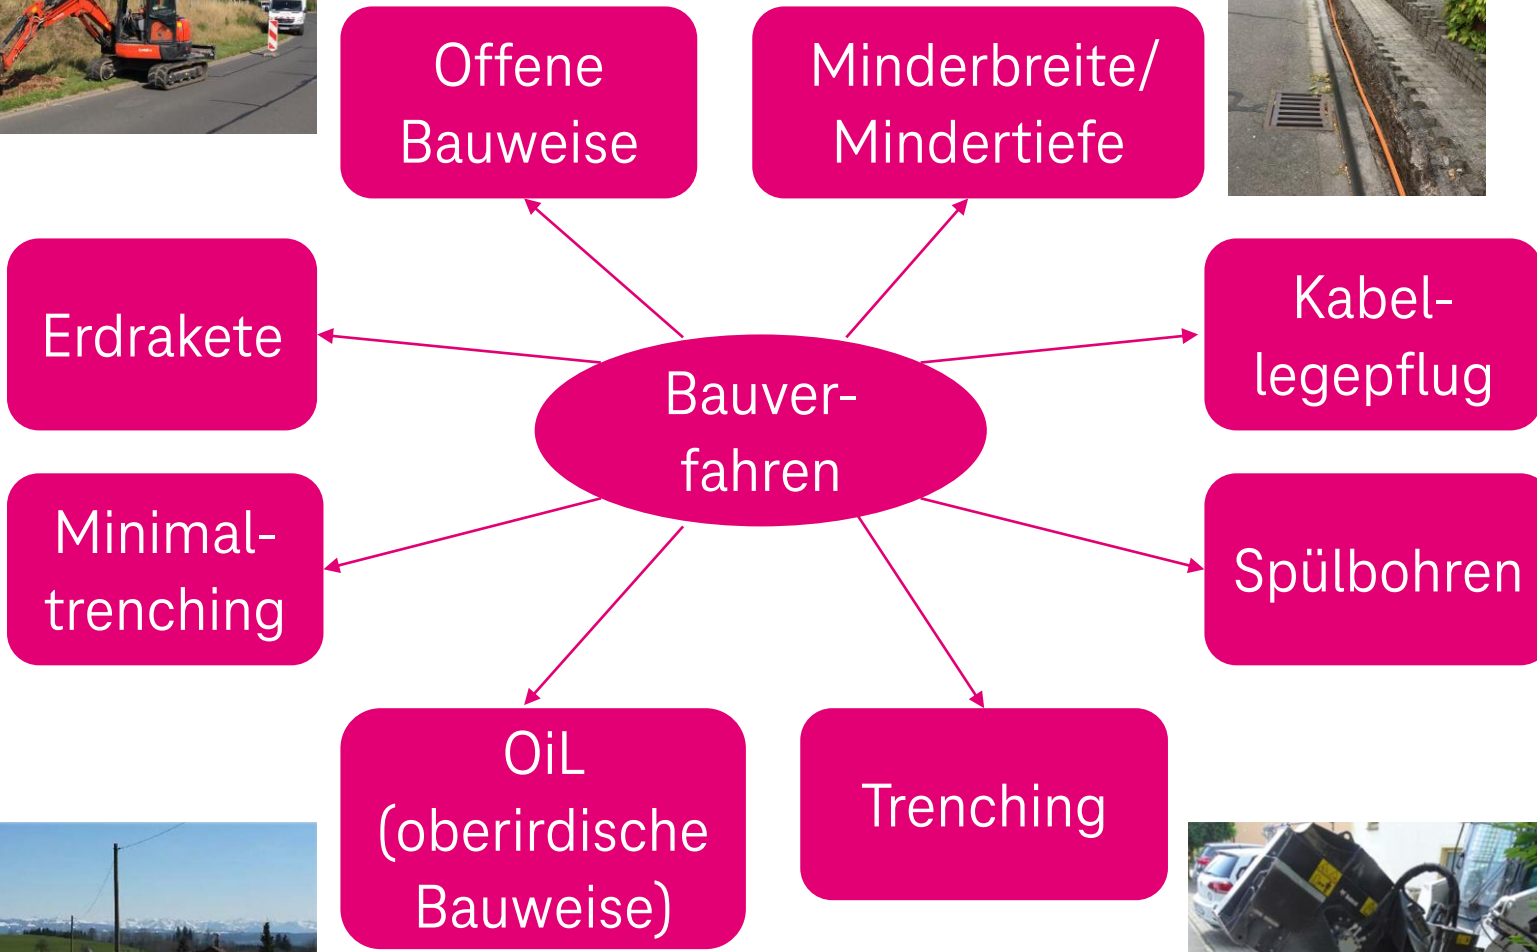 Offene
Bauweise
Minderbreite/
Mindertiefe
Erdrakete
Kabel-
legepflug
Bauver-
fahren
Minimal-
trenching
Spülbohren
OiL
(oberirdische
Bauweise)
Trenching